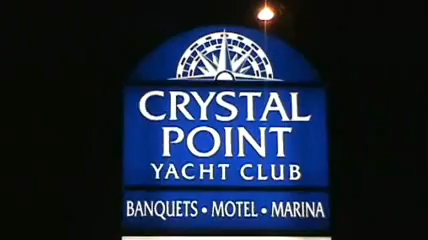 CRYSTAL
POINT
YACHT CLUB
BANQUETS • MOTEL • MARINA